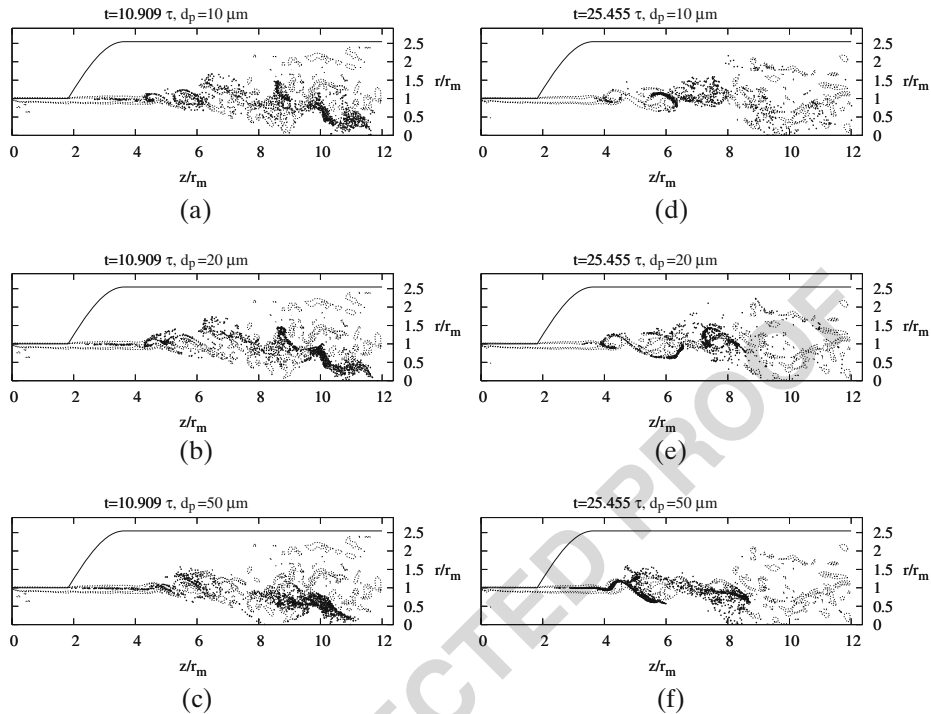 t=10.909 τ, dp=10 μm
2.5
2
r/rm
1.5
1
0.5
0
0 2 4 6 8 10 12
z/rm
(a)
t=25.455 τ, dp=10 μm
2.5
2
r/rm
1.5
1
0.5
0
0 2 4 6 8 10 12
z/rm
(d)
t=10.909 τ, dp=20 μm
2.5
2
r/rm
1.5
1
0.5
0
0 2 4 6 8 10 12
z/rm
(b)
t=25.455 τ, dp=20 μm
2.5
2
r/rm
1.5
1
0.5
0
0 2 4 6 8 10 12
z/rm
(e)
t=10.909 τ, dp=50 μm
2.5
2
r/rm
1.5
1
0.5
0
0 2 4 6 8 10 12
z/rm
(c)
t=25.455 τ, dp=50 μm
2.5
2
r/rm
1.5
1
0.5
0
0 2 4 6 8 10 12
z/rm
(f)
ECTED PROOF